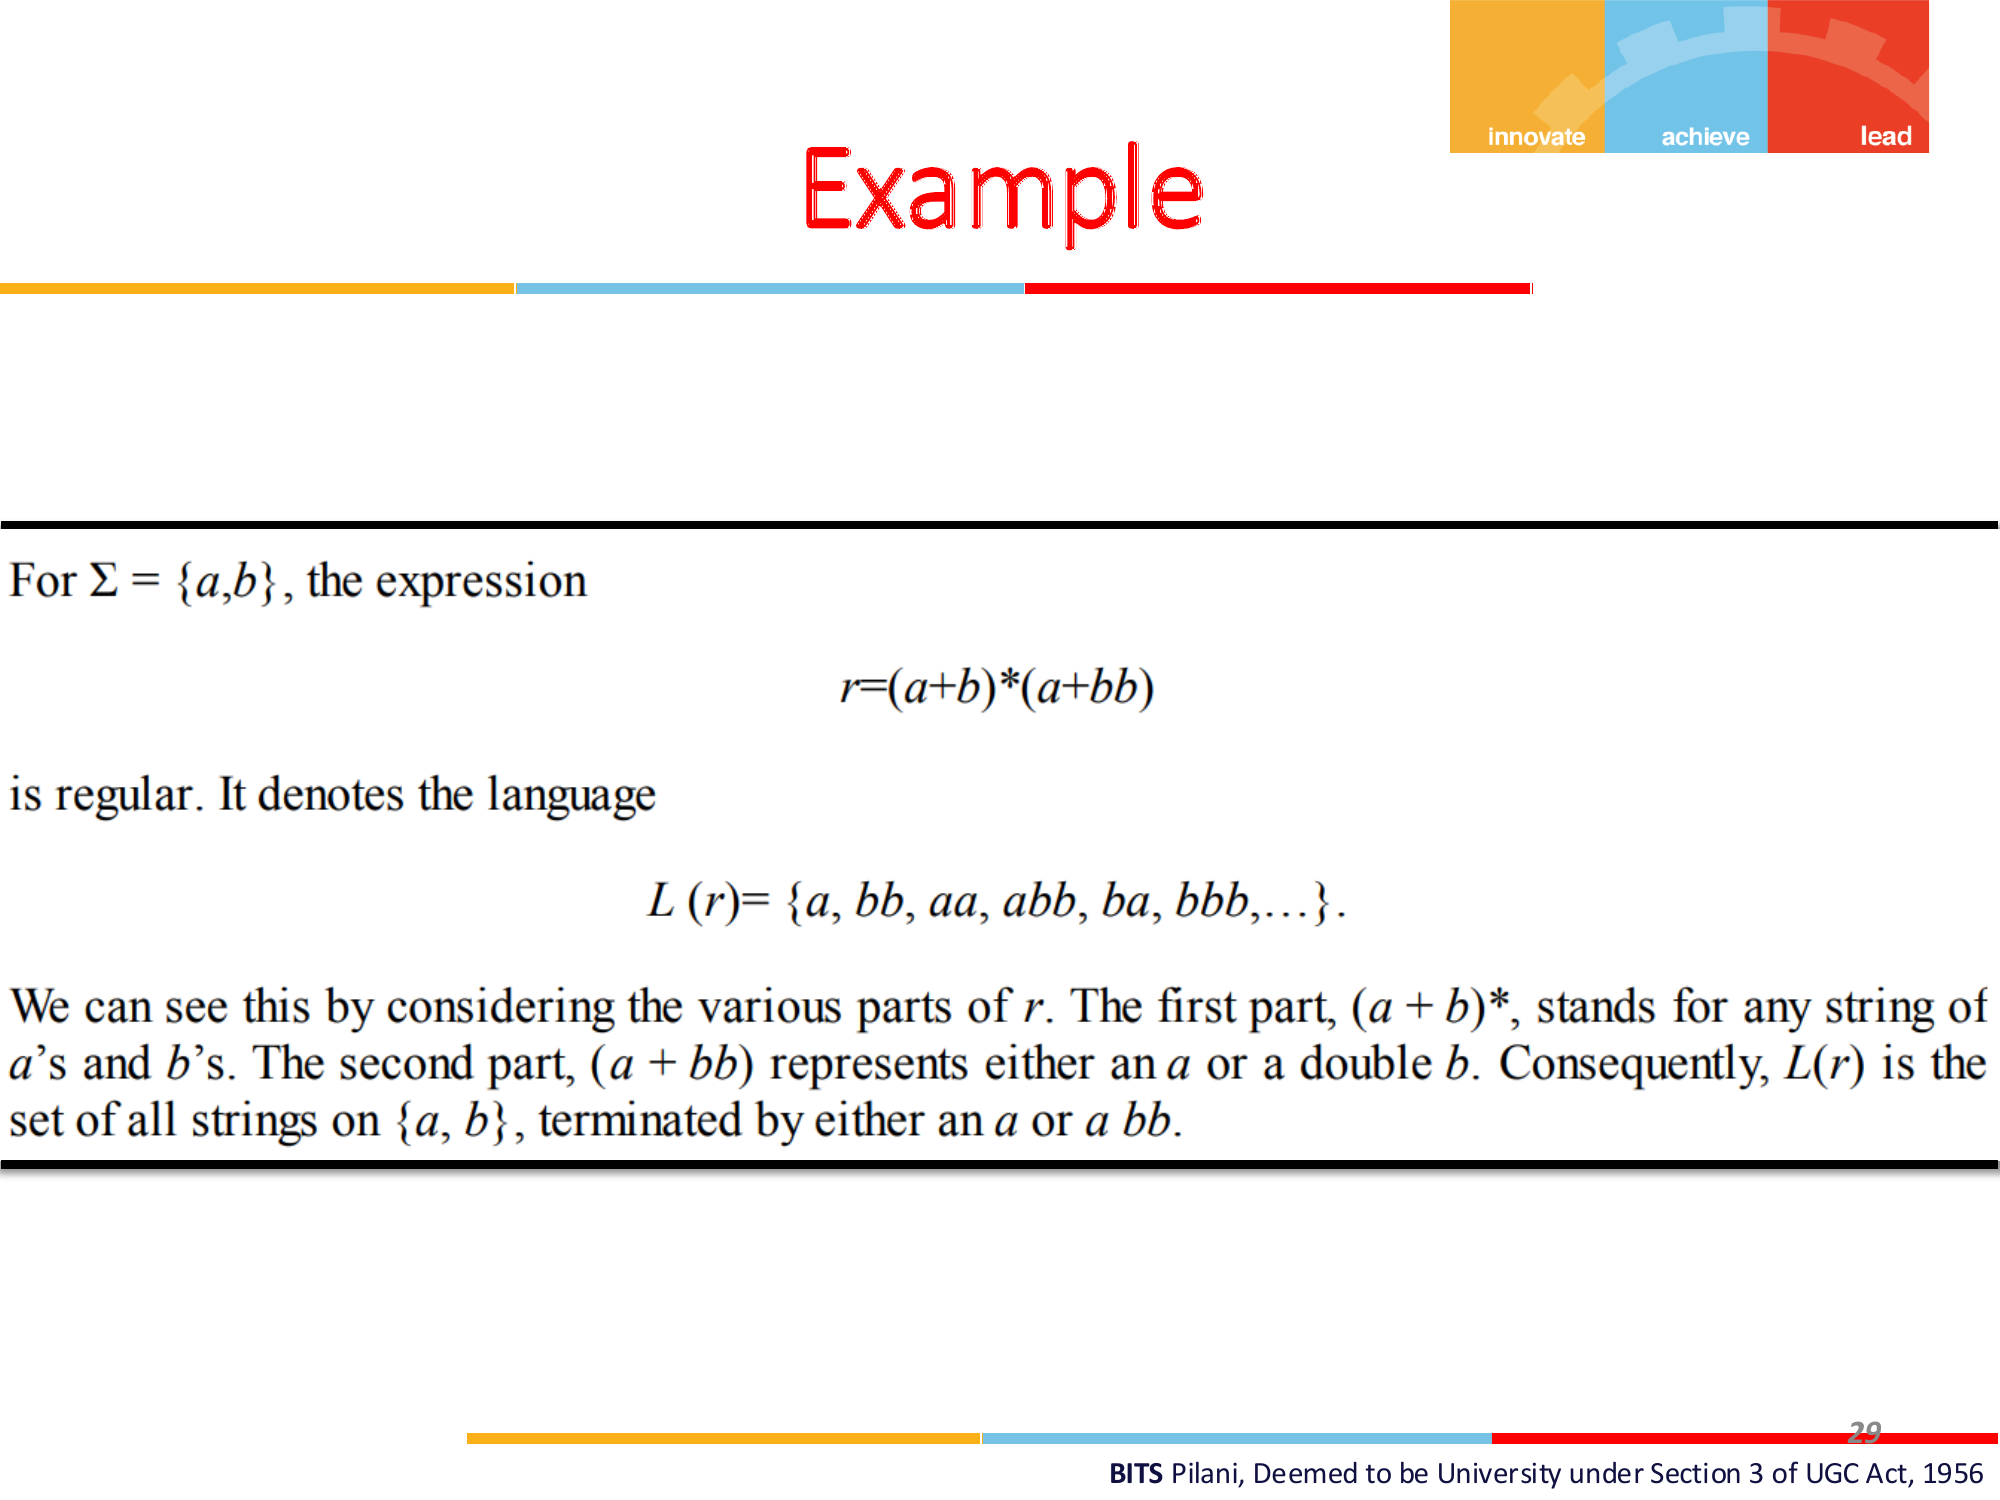 innovate achieve lead
Example
For Σ = {a,b}, the expression
r=(a+b)*(a+bb)
is regular. It denotes the language
L (r)= {a, bb, aa, abb, ba, bbb,…}.
We can see this by considering the various parts of r. The first part, (a + b)*, stands for any string of
a’s and b’s. The second part, (a + bb) represents either an a or a double b. Consequently, L(r) is the
set of all strings on {a, b}, terminated by either an a or a bb.
29
BITS Pilani, Deemed to be University under Section 3 of UGC Act, 1956